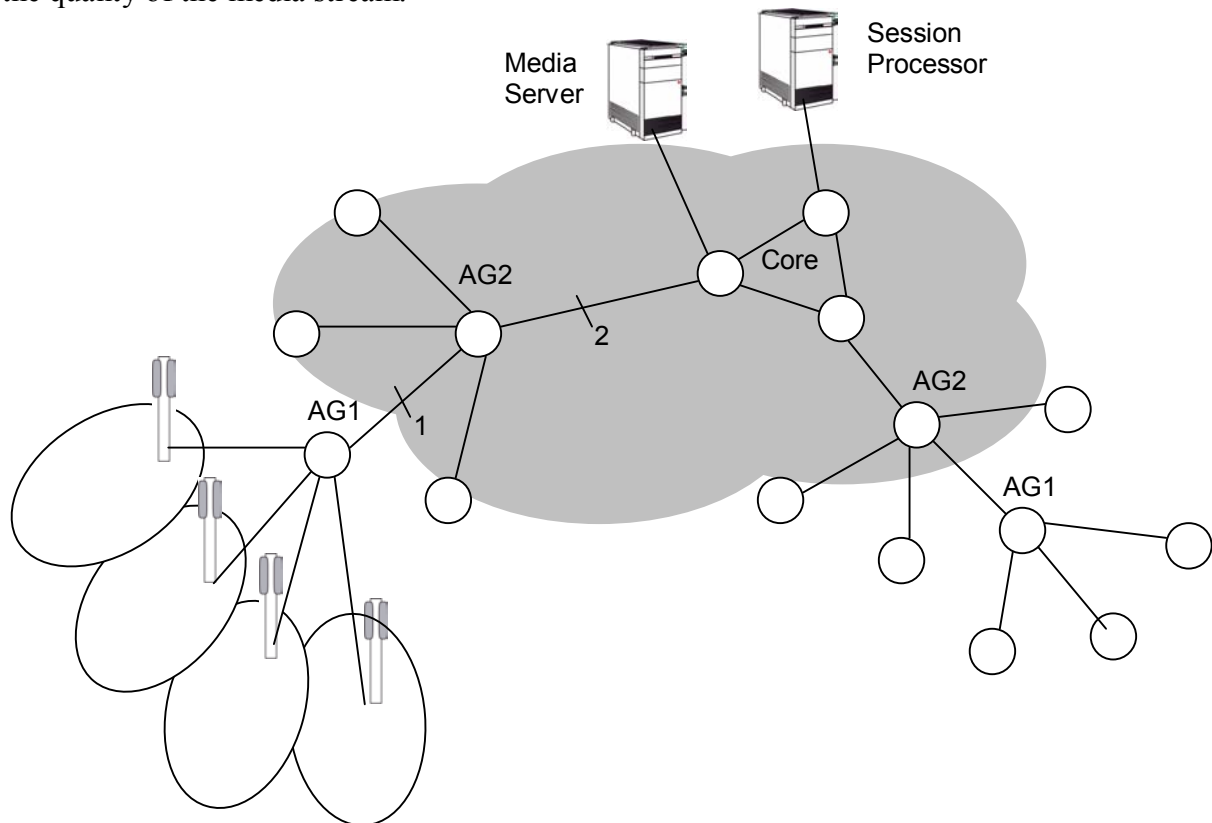 the quality of the media stream.
Session
Processor
Media
Server
Core
AG2
2
AG2
AG1
1
AG1